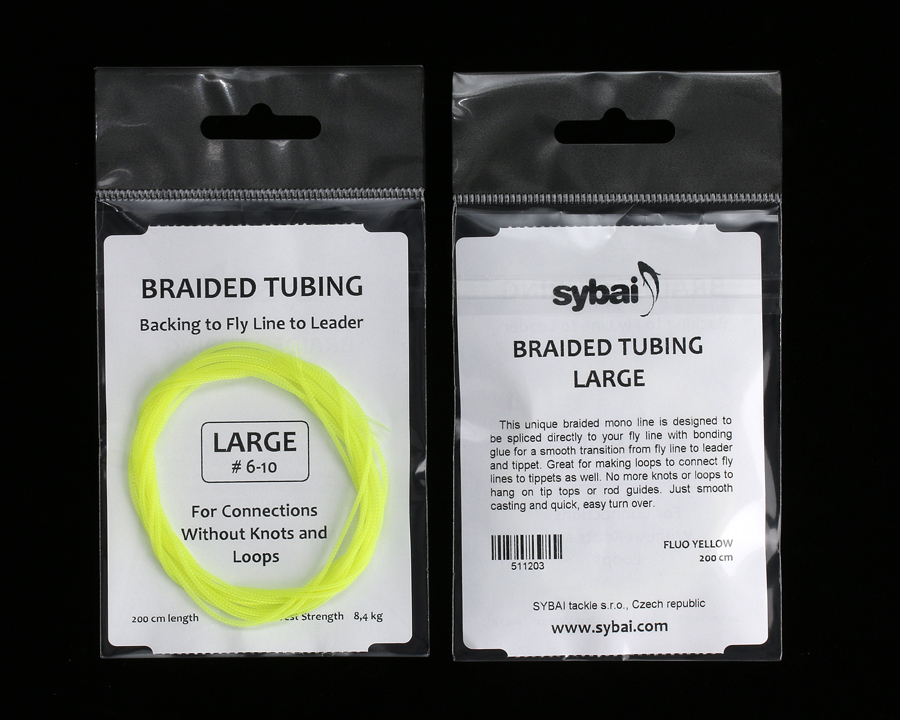 BRAIDED TUBING
Backing to Fly Line to Leader
LARGE
# 6-10
For Connections
Without Knots and
Loops
200 cm length
Strength 8,4 kg
sybai
BRAIDED TUBING
LARGE
This unique braided mono line is designed to
be spliced directly to your fly line with bonding
glue for a smooth transition from fly line to leader
and tippet. Great for making loops to connect fly
lines to tippets as well. No more knots or loops to
hang on tip tops or rod guides. Just smooth
casting and quick, easy turn over.
FLUO YELLOW
200 cm
511203
SYBAI tackle s.r.o., Czech republic
www.sybai.com